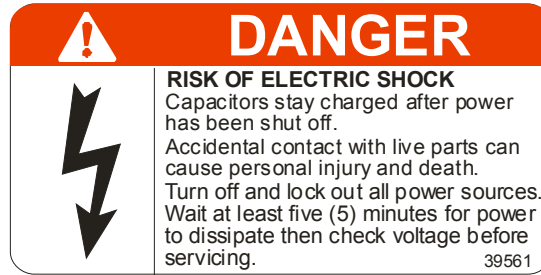 DANGER
RISK OF ELECTRIC SHOCK
Capacitors stay charged after power
has been shut off.
Accidental contact with live parts can
cause personal injury and death.
Turn off and lock out all power sources.
Wait at least five (5) minutes for power
to dissipate then check voltage before
servicing.
39561